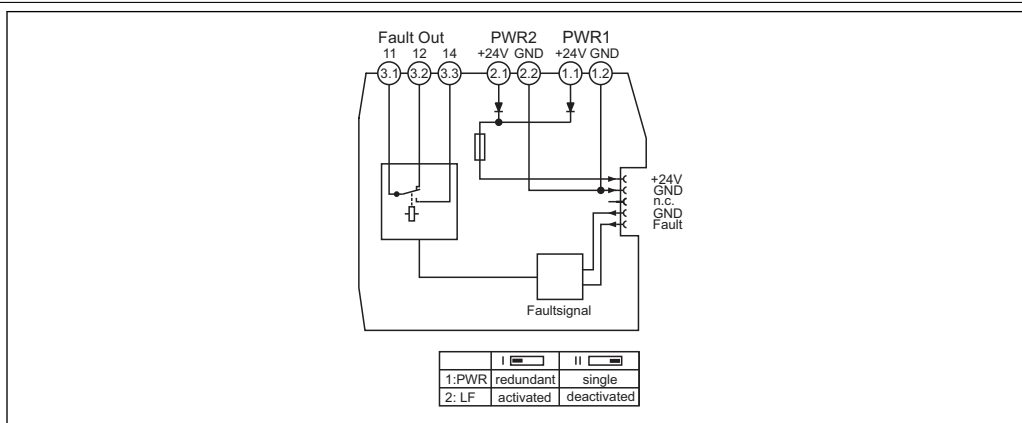 Fault Out PWR2 PWR1
11 12 14 +24V GND +24V GND
3.1 3.2 3.3 2.1 2.2 1.1 1.2
+24V
GND
n.c.
GND
Fault
Faultsignal
I II
1:PWR redundant single
2: LF activated deactivated